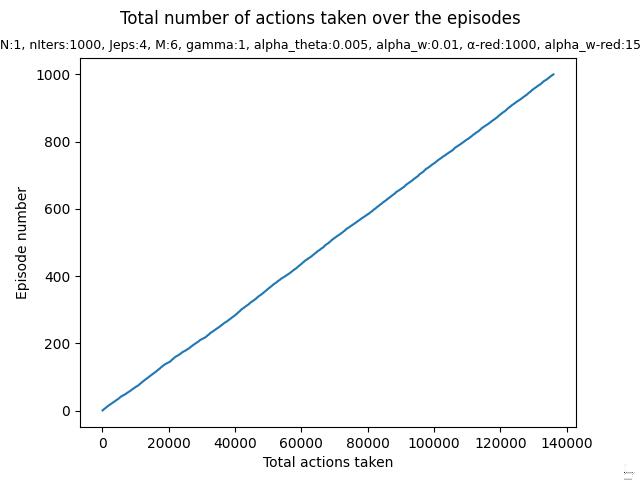 Total number of actions taken over the episodes
N:1, nIters:1000, Jeps:4, M:6, gamma:1, alpha_theta:0.005, alpha_w:0.01, α-red:1000, alpha_w-red:15
1000
800
600
400
200
0
Episode number
0 20000 40000 60000 80000 100000 120000 140000
Total actions taken